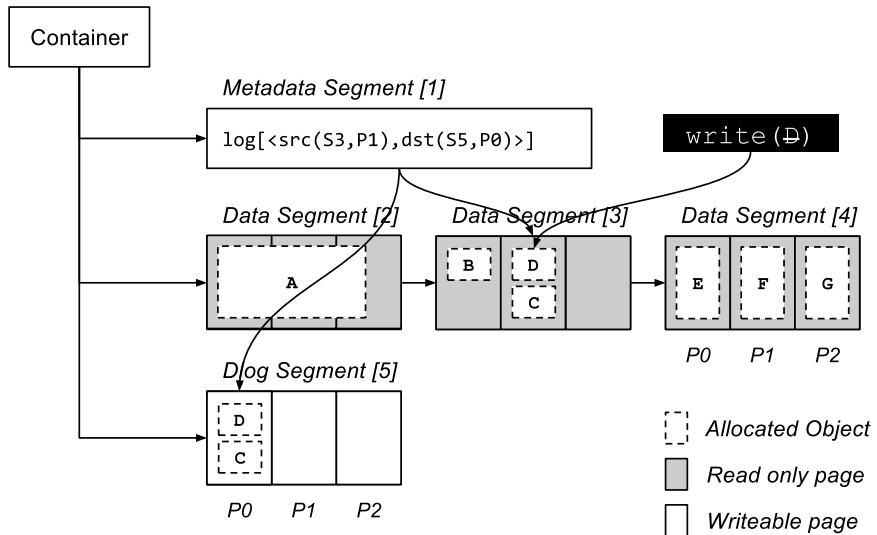 Container
Metadata Segment [1]
log[<src(S3,P1),dst(S5,P0)>]
write(D)
Data Segment [2]
Data Segment [3]
Data Segment [4]
A
B
D
C
E
F
G
P0
P1
P2
Dlog Segment [5]
D
C
P0
P1
P2
Allocated Object
Read only page
Writeable page